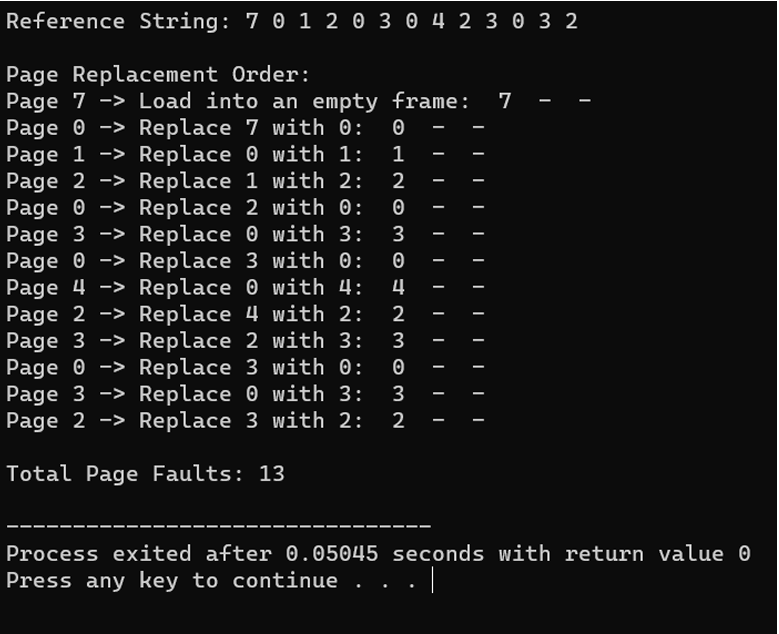 Reference String: 7 0 1 2 0 3 0 4 2 3 0 3 2
Page Replacement Order:
Page 7 -> Load into an empty frame:  7  -  -
Page 0 -> Replace 7 with 0:  0  -  -
Page 1 -> Replace 0 with 1:  1  -  -
Page 2 -> Replace 1 with 2:  2  -  -
Page 0 -> Replace 2 with 0:  0  -  -
Page 3 -> Replace 0 with 3:  3  -  -
Page 0 -> Replace 3 with 0:  0  -  -
Page 4 -> Replace 0 with 4:  4  -  -
Page 2 -> Replace 4 with 2:  2  -  -
Page 3 -> Replace 2 with 3:  3  -  -
Page 0 -> Replace 3 with 0:  0  -  -
Page 3 -> Replace 0 with 3:  3  -  -
Page 2 -> Replace 3 with 2:  2  -  -
Total Page Faults: 13
--------------------------------
Process exited after 0.05045 seconds with return value 0
Press any key to continue . . .